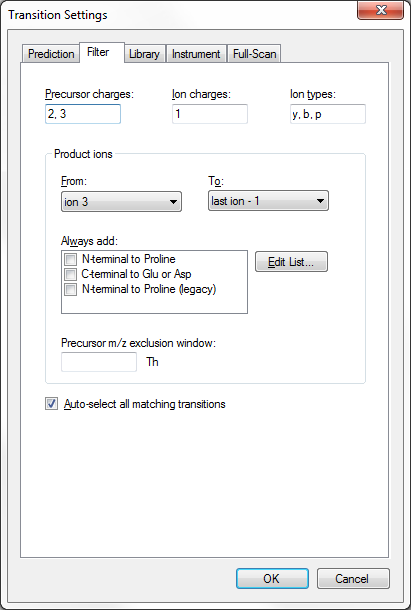 Transition Settings
Prediction Filter Library Instrument Full-Scan
Precursor charges: Ion charges: Ion types:
2, 3 1 y, b, p
Product ions
From: To:
ion 3 last ion - 1
Always add:
N-terminal to Proline
Edit List...
C-terminal to Glu or Asp
N-terminal to Proline (legacy)
Precursor m/z exclusion window:
Th
Auto-select all matching transitions
OK Cancel